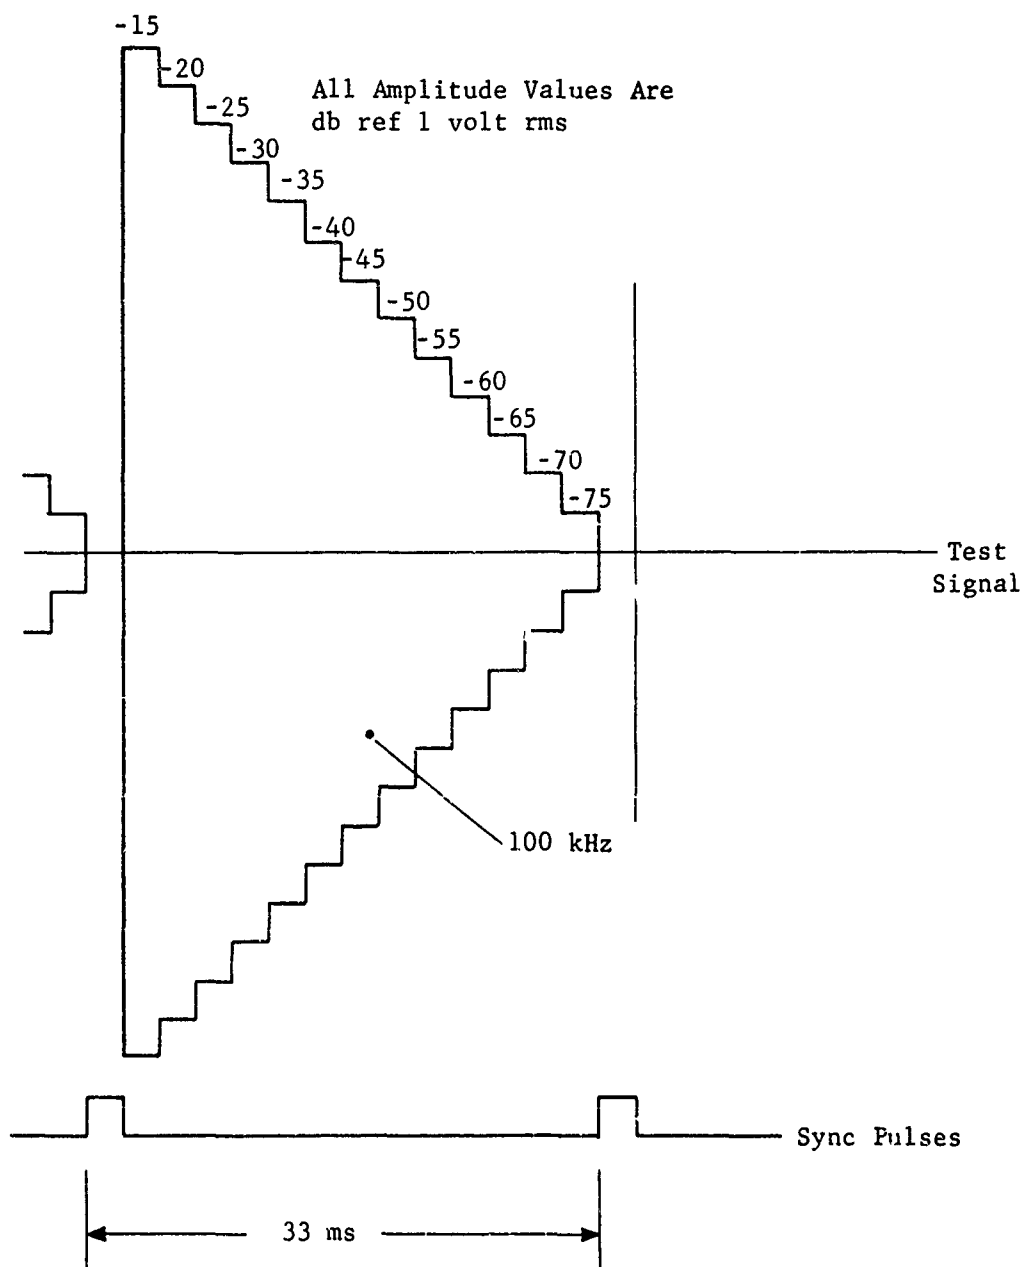 -15
-20
All Amplitude Values Are
db ref 1 volt rms
-25
-30
-35
-40
-45
-50
-55
-60
-65
-70
-75
Test
Signal
100 kHz
Sync Pulses
33 ms